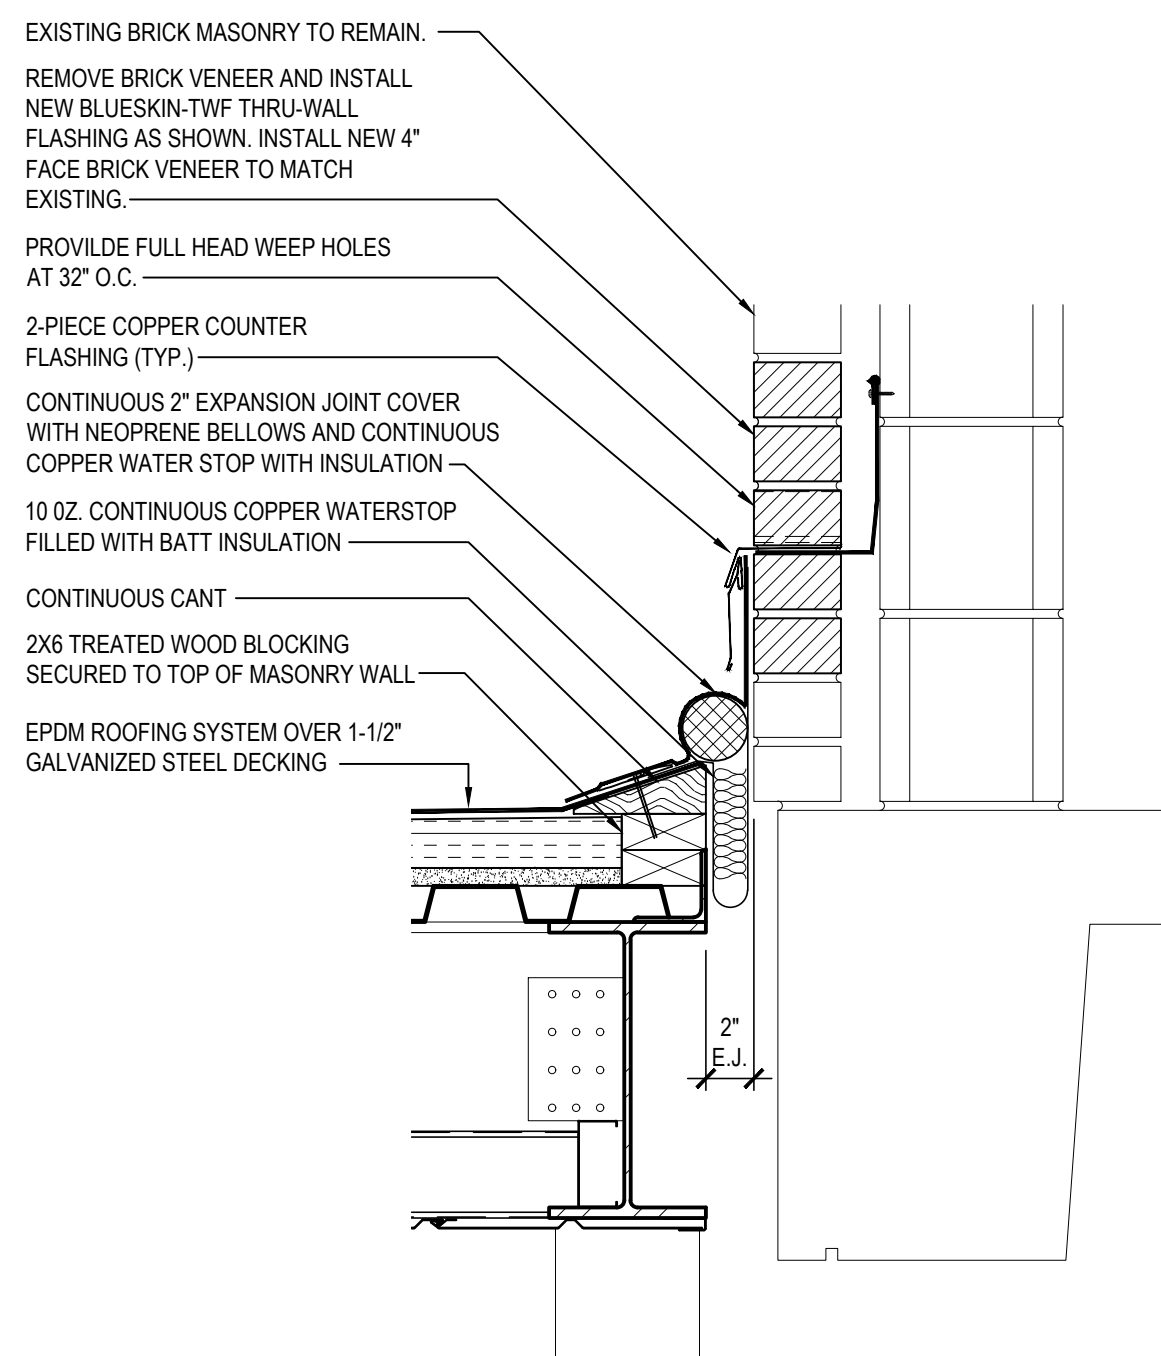 EXISTING BRICK MASONRY TO REMAIN.
REMOVE BRICK VENEER AND INSTALL
NEW BLUESKIN-TWF THRU-WALL
FLASHING AS SHOWN. INSTALL NEW 4"
FACE BRICK VENEER TO MATCH
EXISTING.
PROVILDE FULL HEAD WEEP HOLES
AT 32" O.C.
2-PIECE COPPER COUNTER
FLASHING (TYP.)
CONTINUOUS 2" EXPANSION JOINT COVER
WITH NEOPRENE BELLOWS AND CONTINUOUS
COPPER WATER STOP WITH INSULATION
10 0Z. CONTINUOUS COPPER WATERSTOP
FILLED WITH BATT INSULATION
CONTINUOUS CANT
2X6 TREATED WOOD BLOCKING
SECURED TO TOP OF MASONRY WALL
EPDM ROOFING SYSTEM OVER 1-1/2"
GALVANIZED STEEL DECKING
2"
E.J.